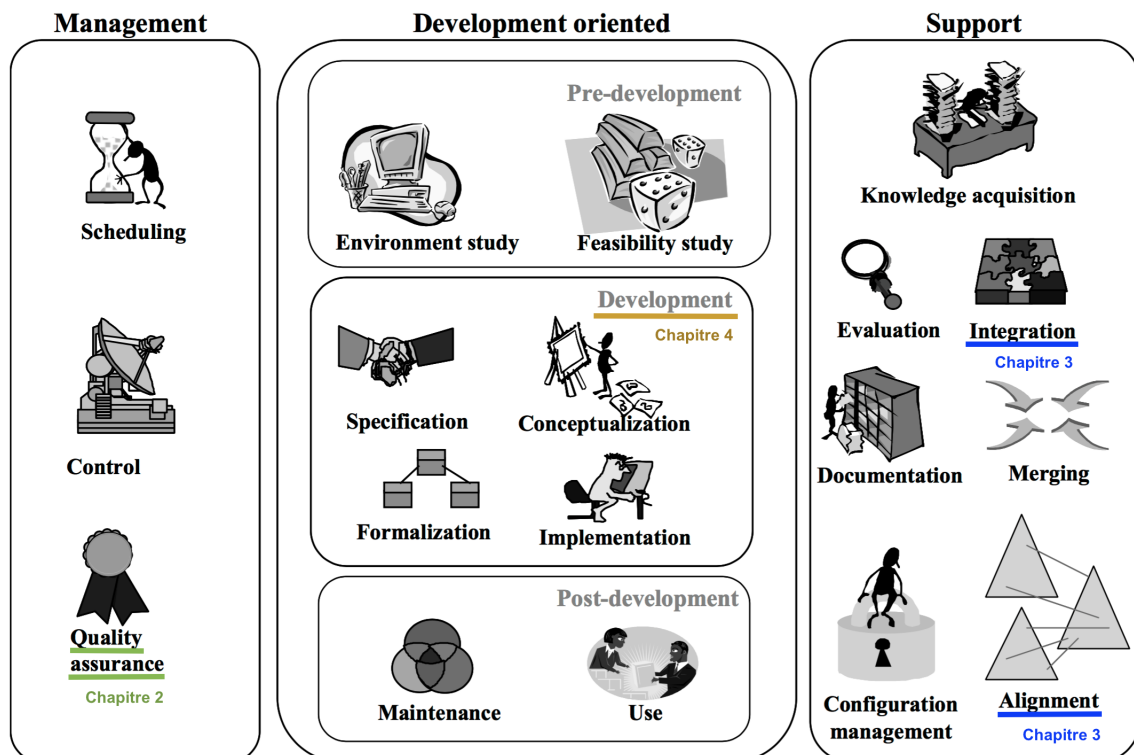 Management
Scheduling
Control
Quality
assurance
Chapitre 2
Development oriented
Pre-development
Environment study
Feasibility study
Development
Chapitre 4
Specification
Conceptualization
Formalization
Implementation
Post-development
Maintenance
Use
Support
Knowledge acquisition
Evaluation
Integration
Chapitre 3
Documentation
Merging
Configuration
management
Alignment
Chapitre 3